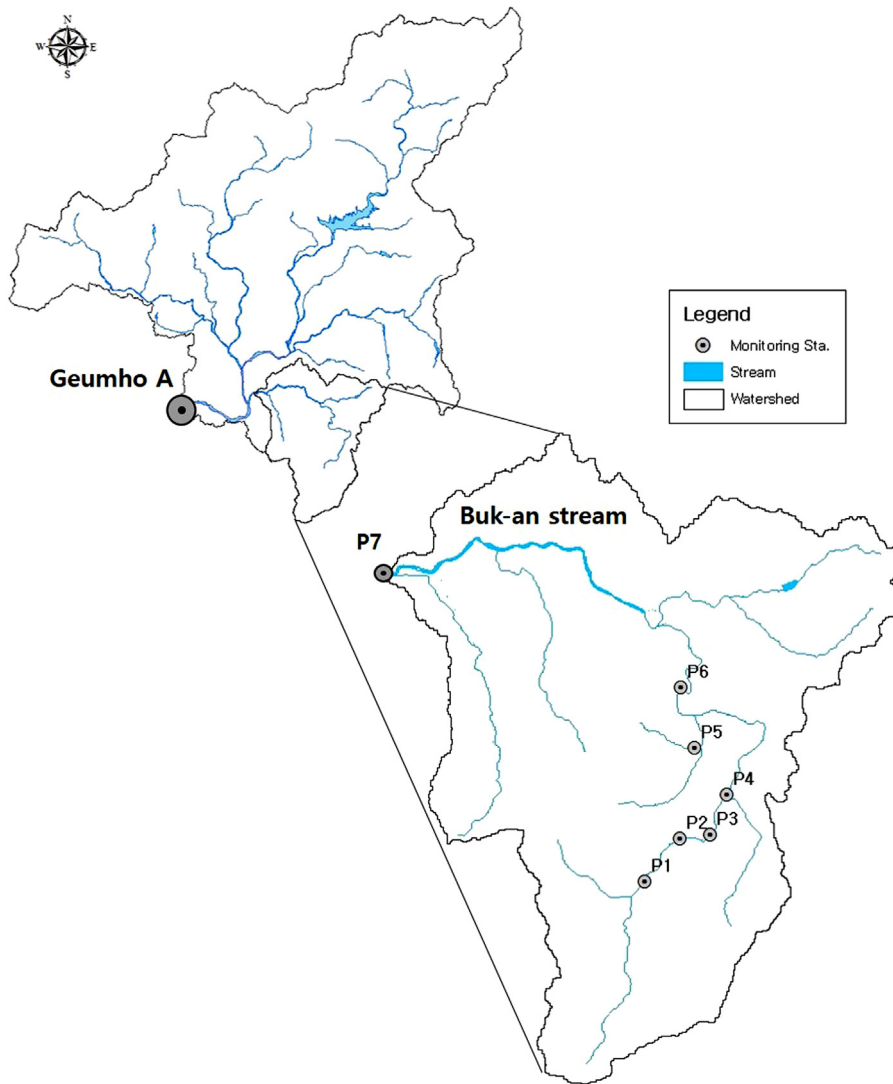 N
W E
S
Legend
Monitoring Sta.
Stream
Watershed
Geumho A
Buk-an stream
P7
P6
P5
P4
P3
P2
P1